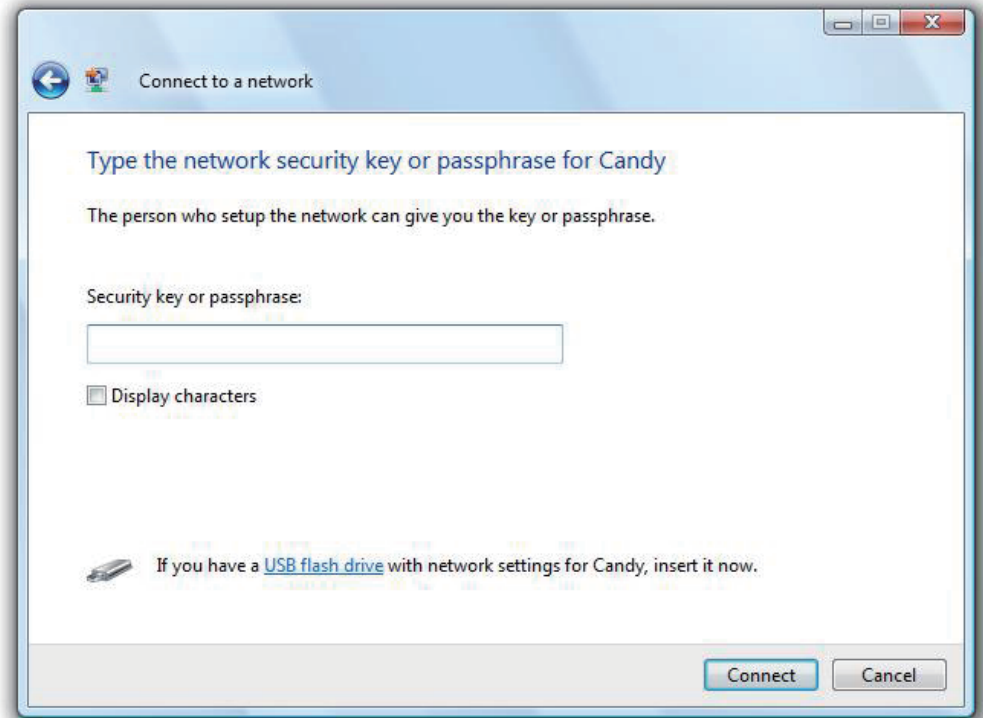 Connect to a network
Type the network security key or passphrase for Candy
The person who setup the network can give you the key or passphrase.
Security key or passphrase:
Display characters
If you have a USB flash drive with network settings for Candy, insert it now.
Connect
Cancel